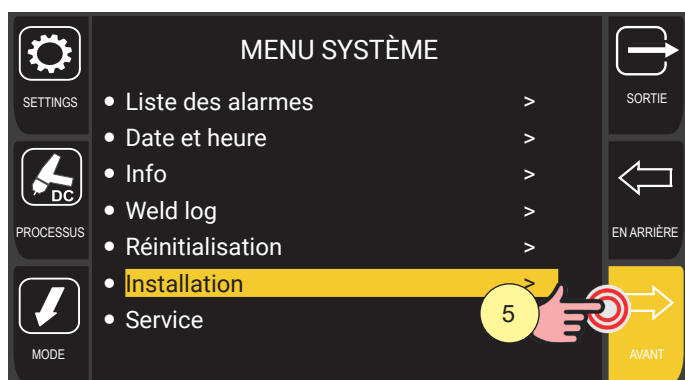 MENU SYSTÈME
SETTINGS
PROCESSUS
DC
MODE
• Liste des alarmes >
• Date et heure >
• Info >
• Weld log >
• Réinitialisation >
• Installation >
• Service
5
SORTIE
EN ARRIÈRE
AVANT